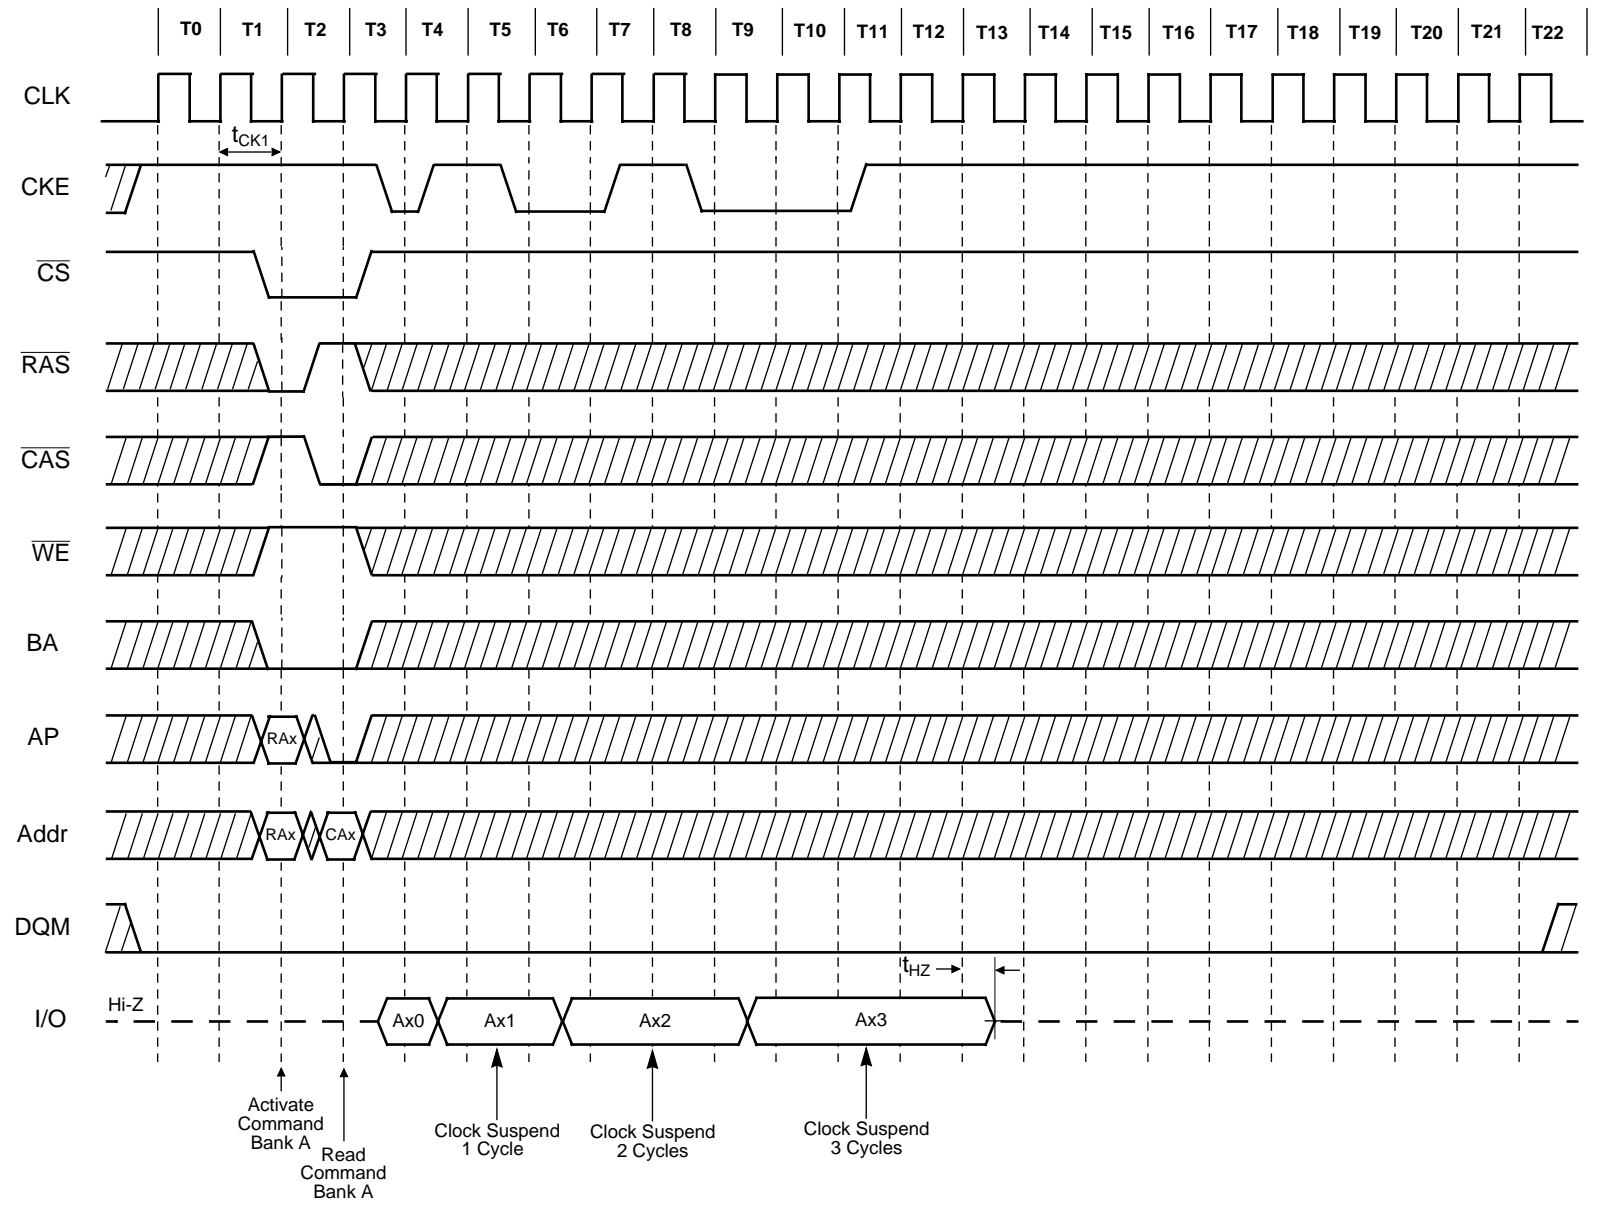 T0 T1 T2 T3 T4 T5 T6 T7 T8 T9 T10 T11 T12 T13 T14 T15 T16 T17 T18 T19 T20 T21 T22
CLK
tCK1
CKE
CS
RAS
CAS
WE
BA
AP
RAx
Addr
RAx CAx
DQM
tHZ
I/O
Hi-Z
Ax0 Ax1 Ax2 Ax3
Activate
Command
Bank A
Read
Command
Bank A
Clock Suspend
1 Cycle
Clock Suspend
2 Cycles
Clock Suspend
3 Cycles